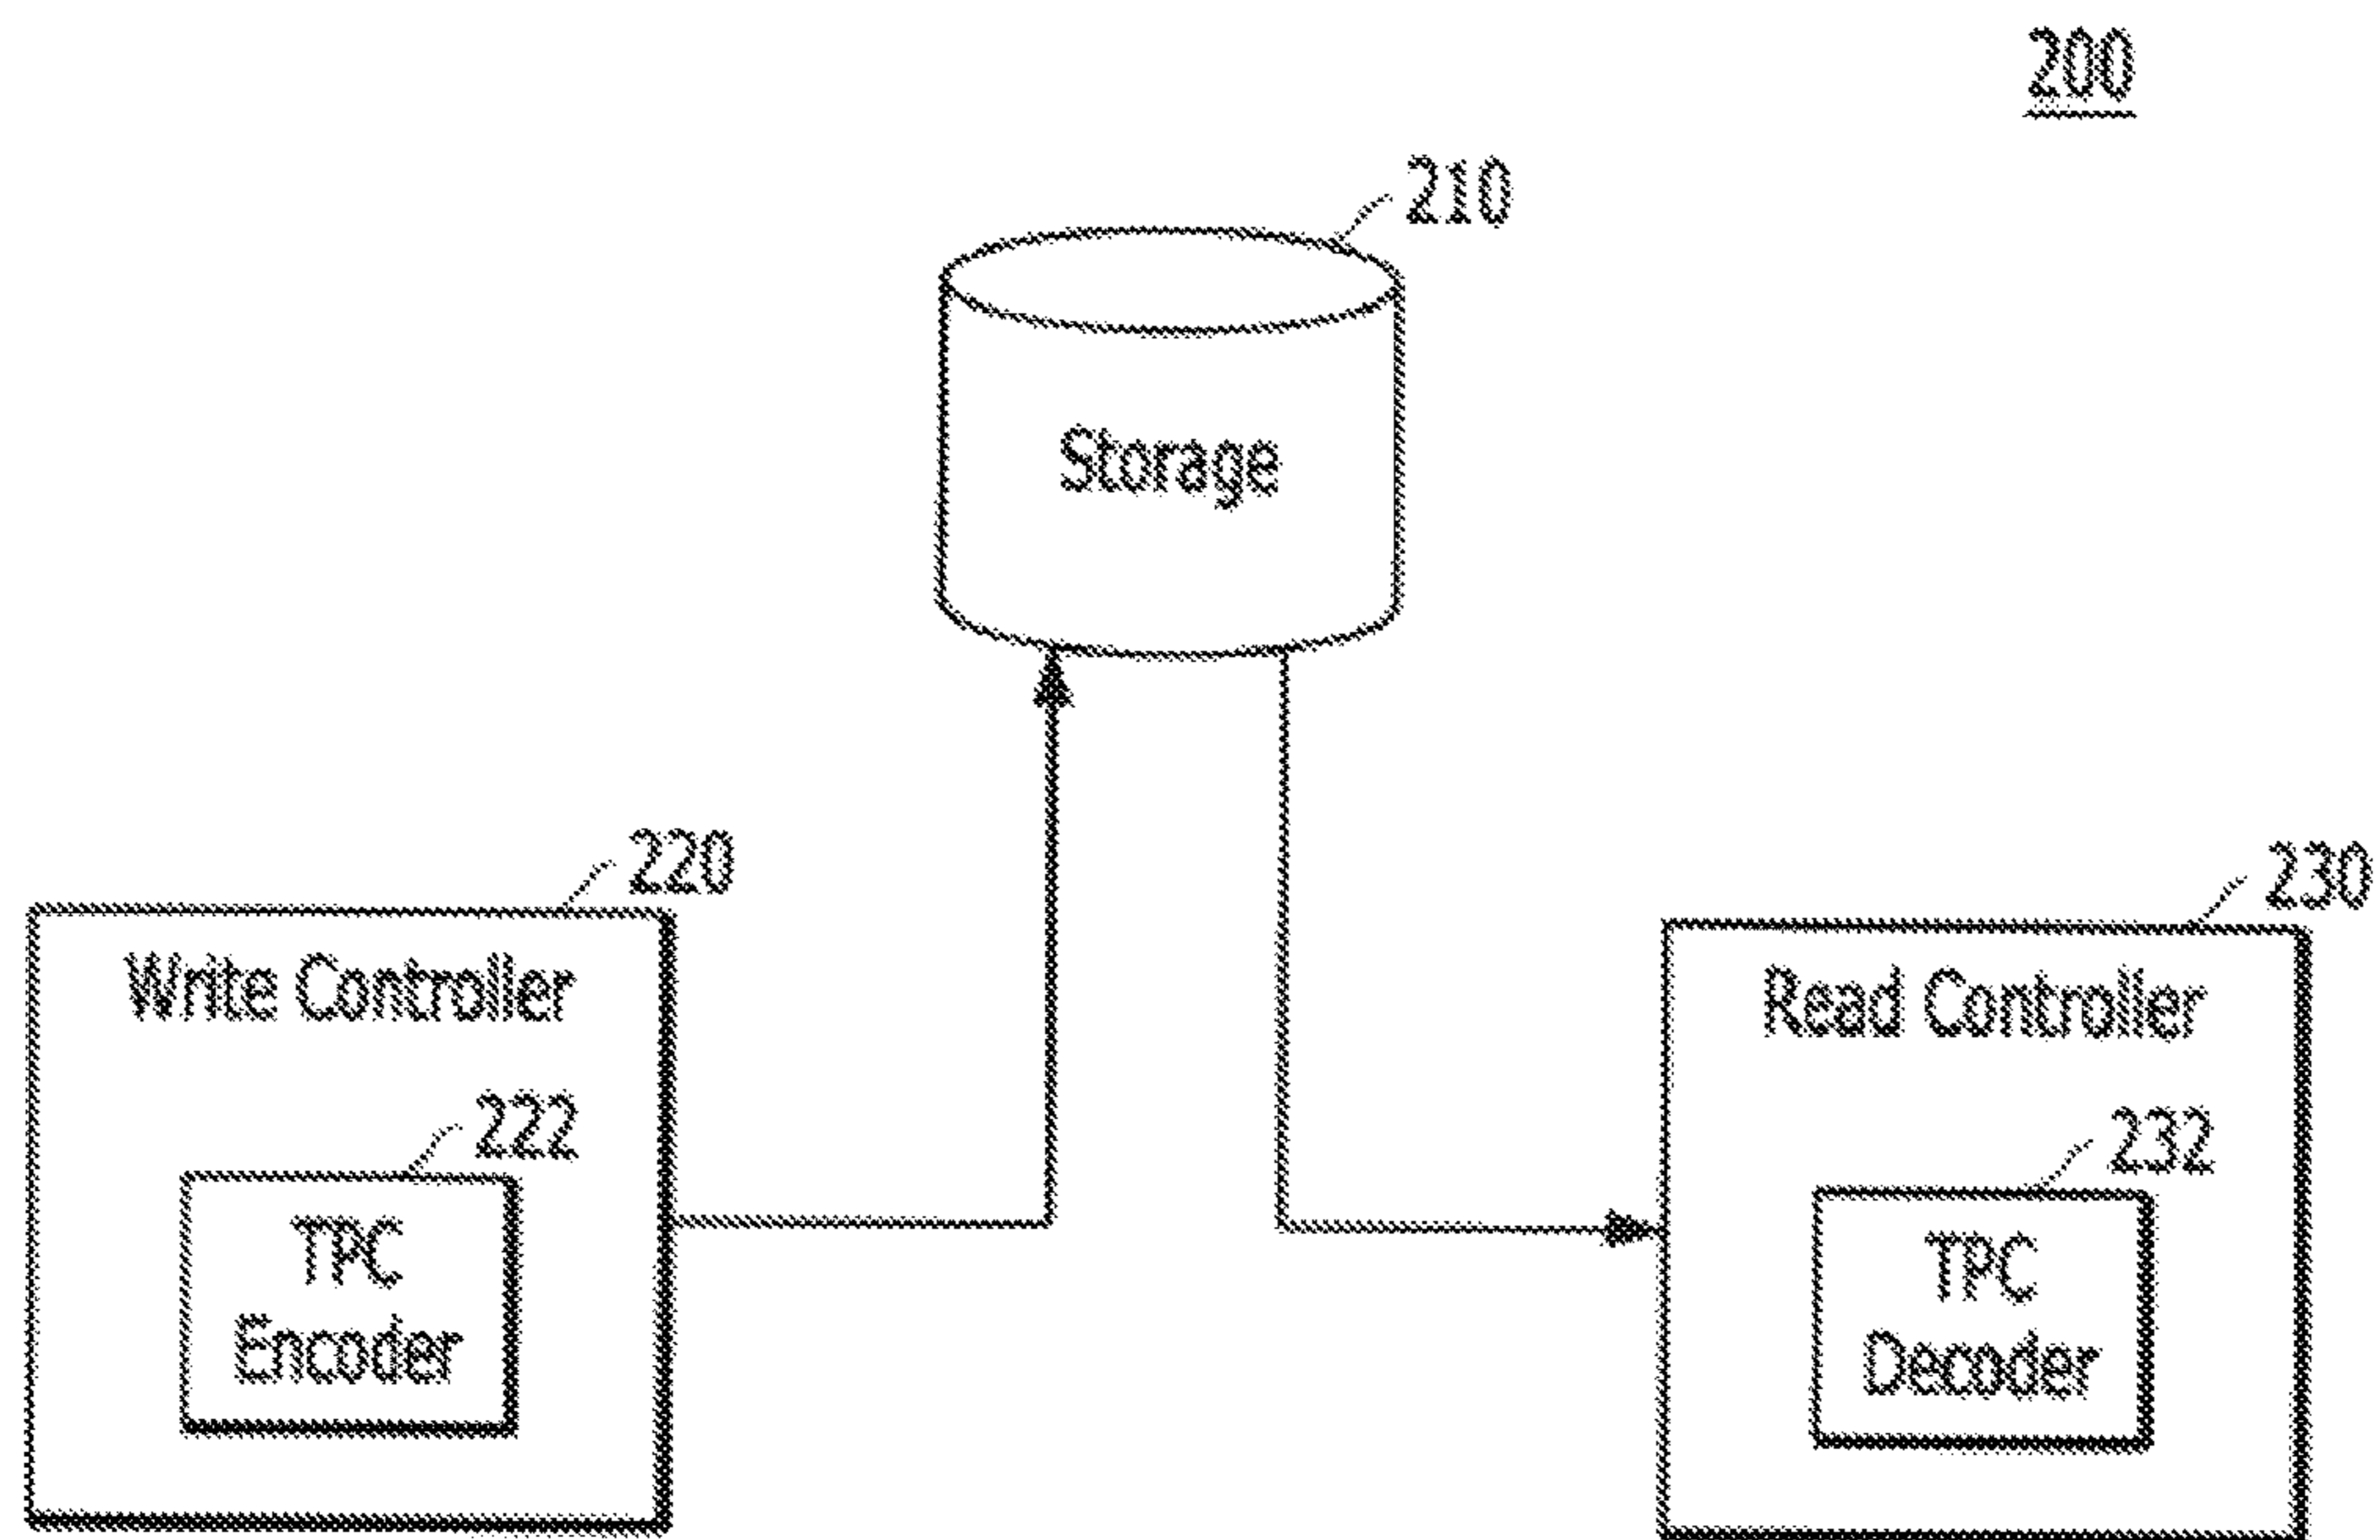 200
210
Storage
220
230
Write Controller
Read Controller
222
232
TPC
Encoder
TPC
Decoder